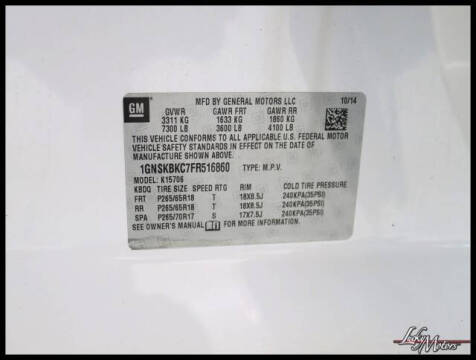 GM
MFD BY GENERAL MOTORS LLC 10/14
GVWR GAWR FRT GAWR RR
3311 KG 1633 KG 1860 KG
7300 LB 3600 LB 4100 LB
THIS VEHICLE CONFORMS TO ALL APPLICABLE U.S. FEDERAL MOTOR
VEHICLE SAFETY STANDARDS IN EFFECT ON THE DATE OF
MANUFACTURE SHOWN ABOVE.
1GNSKBKC7FR516860 TYPE: M.P.V.
MODEL: K15706
KBDQ TIRE SIZE SPEED RTG RIM COLD TIRE PRESSURE
FRT P265/65R18 T 18X8.5J 240KPA(35PSI)
RR P265/65R18 T 18X8.5J 240KPA(35PSI)
SPA P265/70R17 S 17X7.5J 240KPA(35PSI)
SEE OWNER'S MANUAL FOR MORE INFORMATION.
Lucky
Motors